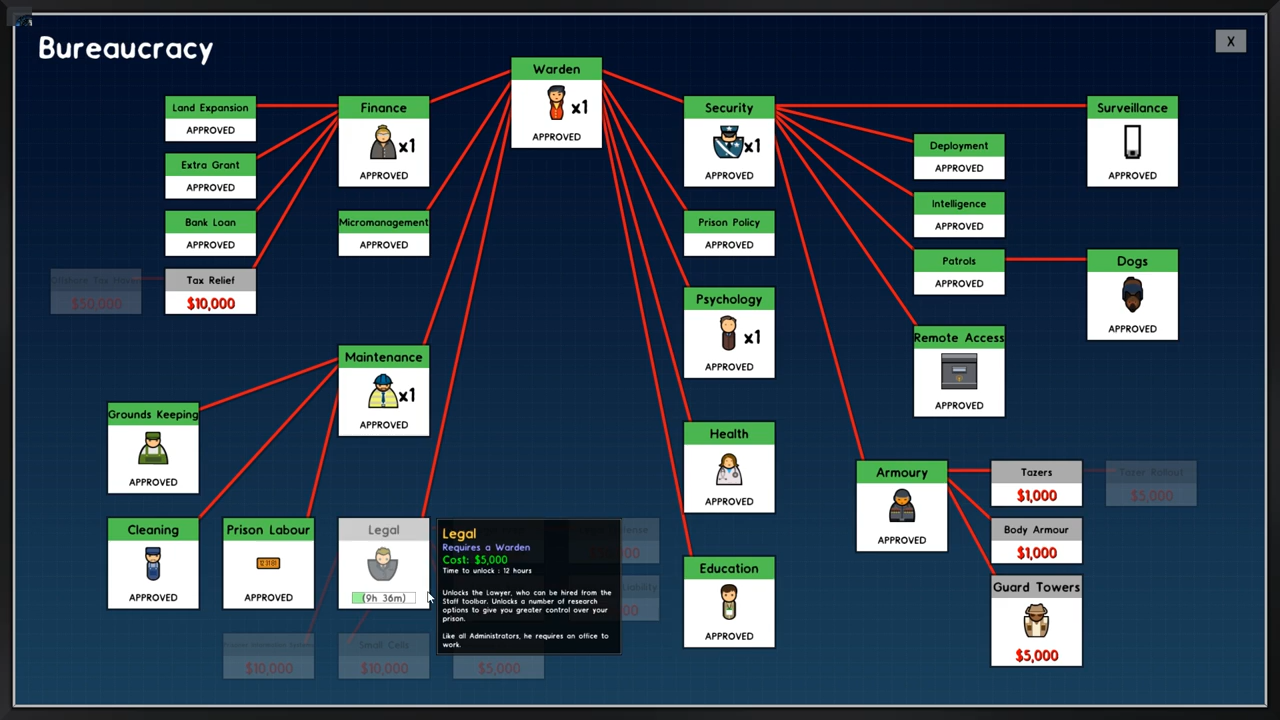 Bureaucracy
X
Warden
x1
APPROVED
Land Expansion
APPROVED
Finance
x1
APPROVED
Security
x1
APPROVED
Surveillance
APPROVED
Extra Grant
APPROVED
Deployment
APPROVED
Bank Loan
APPROVED
Micromanagement
APPROVED
Prison Policy
APPROVED
Intelligence
APPROVED
Patrols
APPROVED
Dogs
APPROVED
$50,000
Tax Relief
$10,000
Psychology
x1
APPROVED
Remote Access
APPROVED
Maintenance
x1
APPROVED
Grounds Keeping
APPROVED
Health
APPROVED
Armoury
APPROVED
Tazers
$1,000
Tazer Rollout
$5,000
Body Armour
$1,000
Guard Towers
$5,000
Cleaning
APPROVED
Prison Labour
APPROVED
Legal
(9h 36m)
Legal
Requires a Warden
Cost: $5,000
Time to unlock : 12 hours
Unlocks the Lawyer, who can be hired from the
Staff toolbar. Unlocks a number of research
options to give you greater control over your
prison.
Like all Administrators, he requires an office to
work.
Education
APPROVED
$10,000
Small Cells
$10,000
$5,000